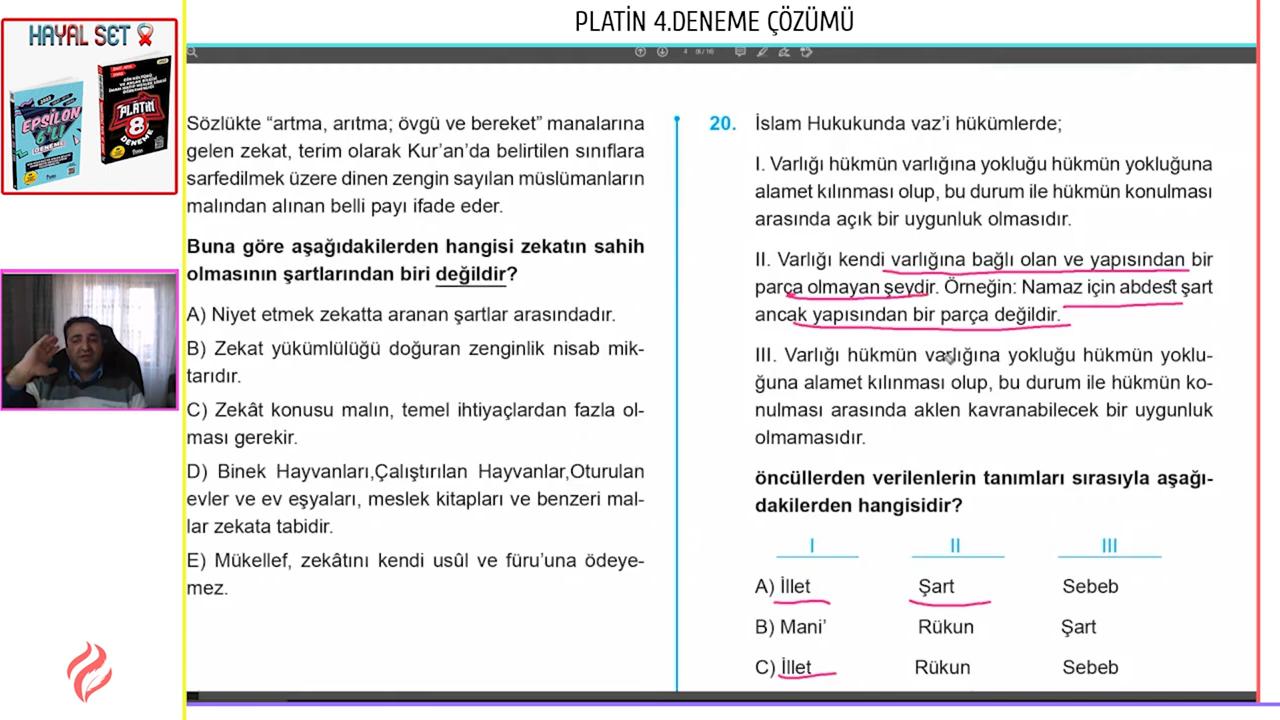 PLATİN 4.DENEME ÇÖZÜMÜ
HAYAL SET
EPSİLON
6'LI
DENEME
PLATİN
8
DENEME
Sözlükte “artma, arıtma; övgü ve bereket” manalarına
gelen zekat, terim olarak Kur’an’da belirtilen sınıflara
sarfedilmek üzere dinen zengin sayılan müslümanların
malından alınan belli payı ifade eder.
Buna göre aşağıdakilerden hangisi zekatın sahih
olmasının şartlarından biri değildir?
A) Niyet etmek zekatta aranan şartlar arasındadır.
B) Zekat yükümlülüğü doğuran zenginlik nisab mik-
tarıdır.
C) Zekât konusu malın, temel ihtiyaçlardan fazla ol-
ması gerekir.
D) Binek Hayvanları,Çalıştırılan Hayvanlar,Oturulan
evler ve ev eşyaları, meslek kitapları ve benzeri mal-
lar zekata tabidir.
E) Mükellef, zekâtını kendi usûl ve füru’una ödeye-
mez.
20. İslam Hukukunda vaz’i hükümlerde;
I. Varlığı hükmün varlığına yokluğu hükmün yokluğuna
alamet kılınması olup, bu durum ile hükmün konulması
arasında açık bir uygunluk olmasıdır.
II. Varlığı kendi varlığına bağlı olan ve yapısından bir
parça olmayan şeydir. Örneğin: Namaz için abdest şart
ancak yapısından bir parça değildir.
III. Varlığı hükmün varlığına yokluğu hükmün yoklu-
ğuna alamet kılınması olup, bu durum ile hükmün ko-
nulması arasında aklen kavranabilecek bir uygunluk
olmamasıdır.
öncüllerden verilenlerin tanımları sırasıyla aşağı-
dakilerden hangisidir?
I II III
A) İllet Şart Sebeb
B) Mani’ Rükun Şart
C) İllet Rükun Sebeb